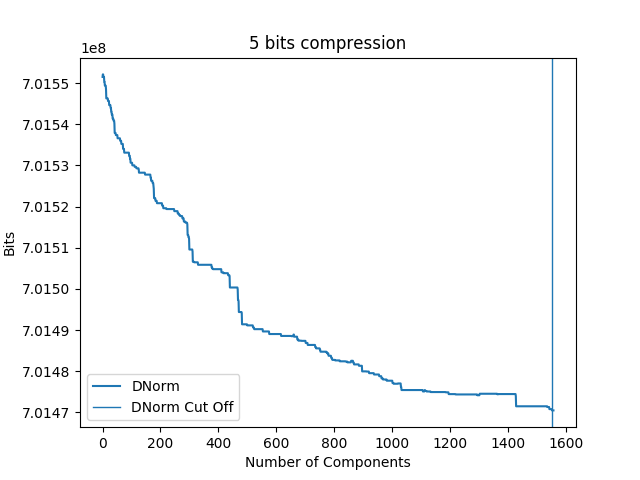 5 bits compression
1e8
7.0155
7.0154
7.0153
7.0152
7.0151
7.0150
7.0149
7.0148
7.0147
Bits
DNorm
DNorm Cut Off
0 200 400 600 800 1000 1200 1400 1600
Number of Components